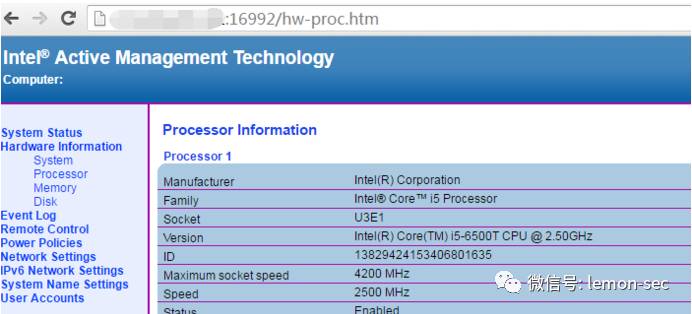 :16992/hw-proc.htm
Intel® Active Management Technology
Computer:
System Status
Hardware Information
System
Processor
Memory
Disk
Event Log
Remote Control
Power Policies
Network Settings
IPv6 Network Settings
System Name Settings
User Accounts
Processor Information
Processor 1
Manufacturer Intel(R) Corporation
Family Intel® Core™ i5 Processor
Socket U3E1
Version Intel(R) Core(TM) i5-6500T CPU @ 2.50GHz
ID 13829424153406801635
Maximum socket speed 4200 MHz
Speed 2500 MHz
Status Enabled
微信号: lemon-sec